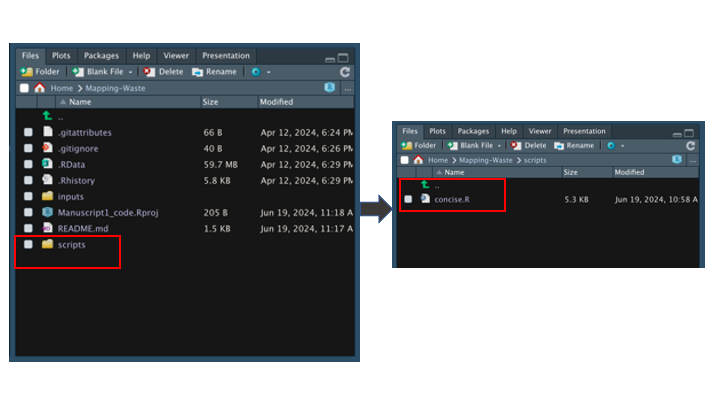 Files Plots Packages Help Viewer Presentation
Folder Blank File Delete Rename
Home Mapping-Waste ...
Name Size Modified
..
.gitattributes 66 B Apr 12, 2024, 6:24 PM
.gitignore 40 B Apr 12, 2024, 6:26 PM
.RData 59.7 MB Apr 12, 2024, 6:29 PM
.Rhistory 5.8 KB Apr 12, 2024, 6:29 PM
inputs
Manuscript1_code.Rproj 205 B Jun 19, 2024, 11:18 A
README.md 1.5 KB Jun 19, 2024, 11:17 A
scripts
Files Plots Packages Help Viewer Presentation
Folder Blank File Delete Rename
Home Mapping-Waste scripts ...
Name Size Modified
..
concise.R 5.3 KB Jun 19, 2024, 10:58 A